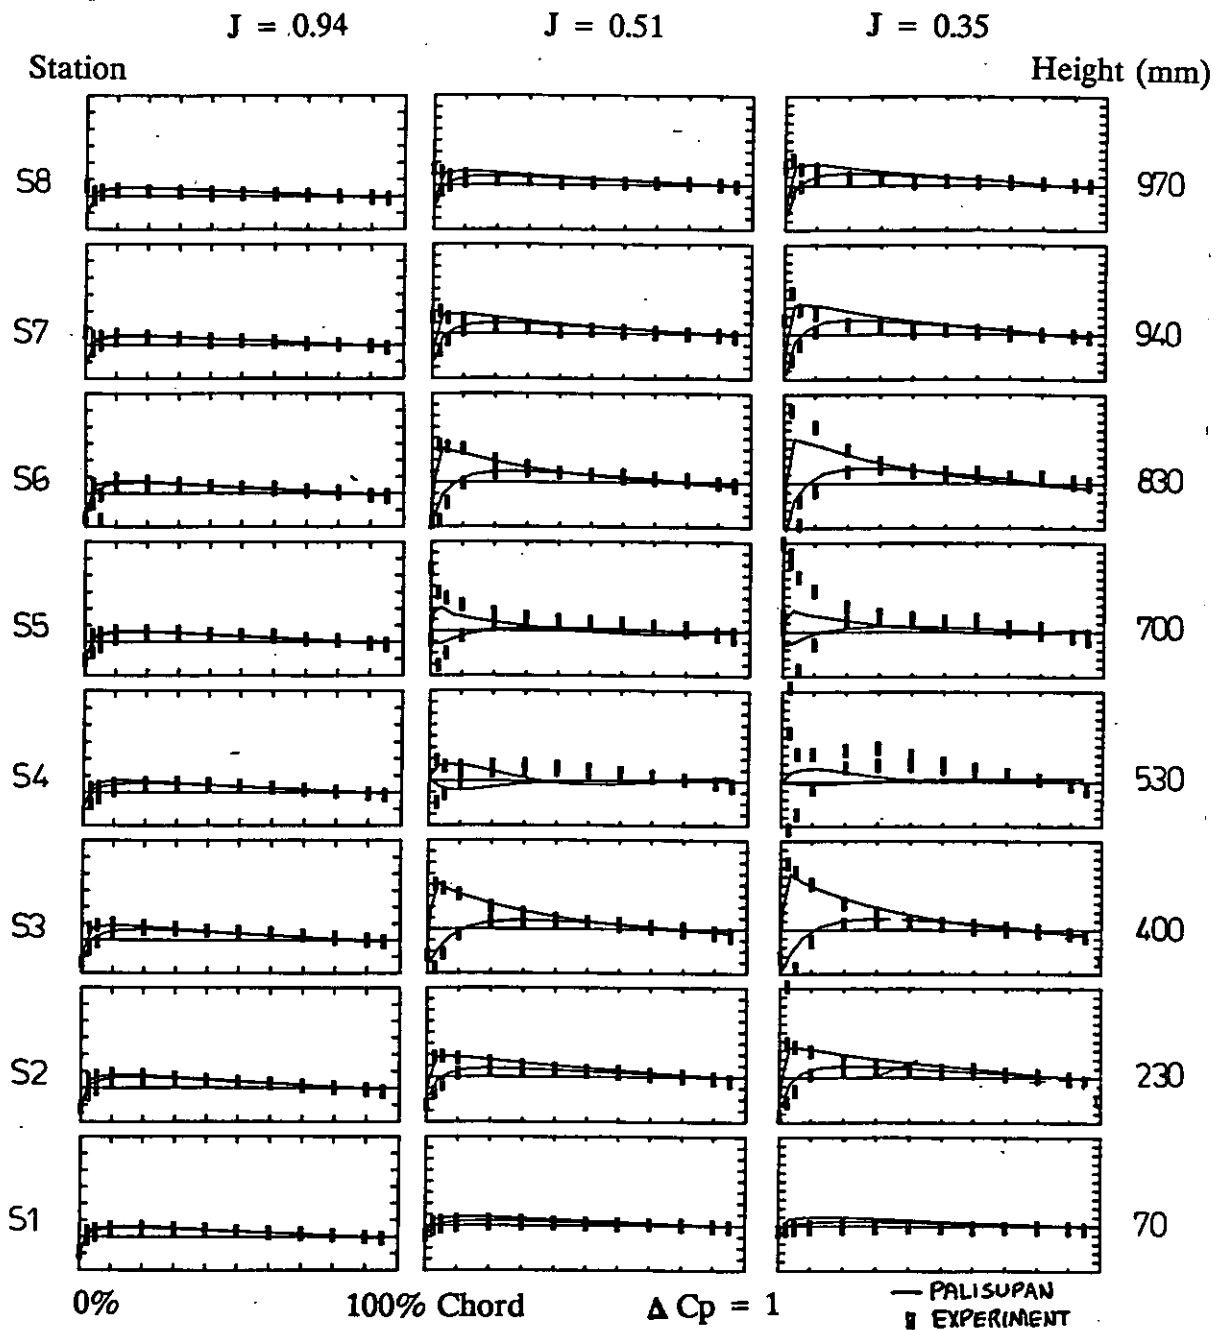 J = 0.94 J = 0.51 J = 0.35
Station Height (mm)
S8 970
S7 940
S6 830
S5 700
S4 530
S3 400
S2 230
S1 70
0% 100% Chord Δ Cp = 1 — PALISUPAN
EXPERIMENT